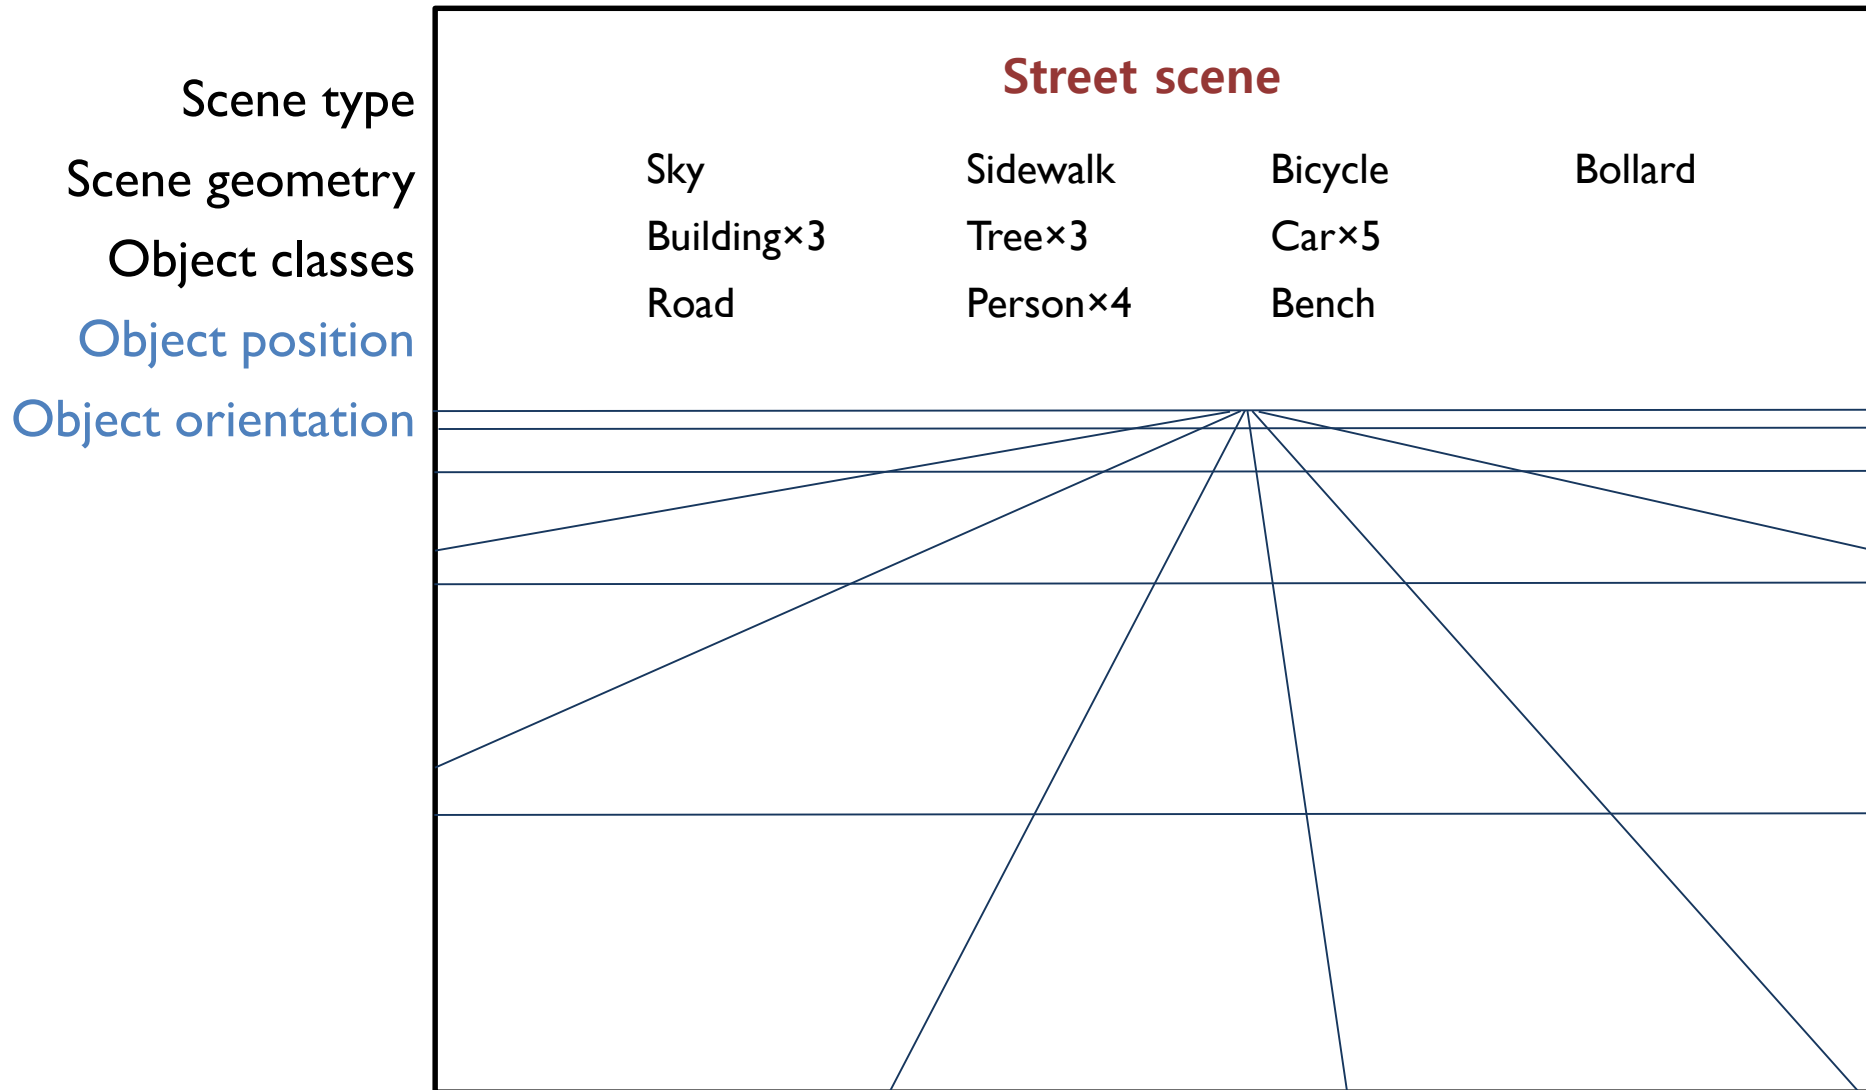 Scene type
Scene geometry
Object classes
Object position
Object orientation
Street scene
Sky Sidewalk Bicycle Bollard
Building×3 Tree×3 Car×5
Road Person×4 Bench